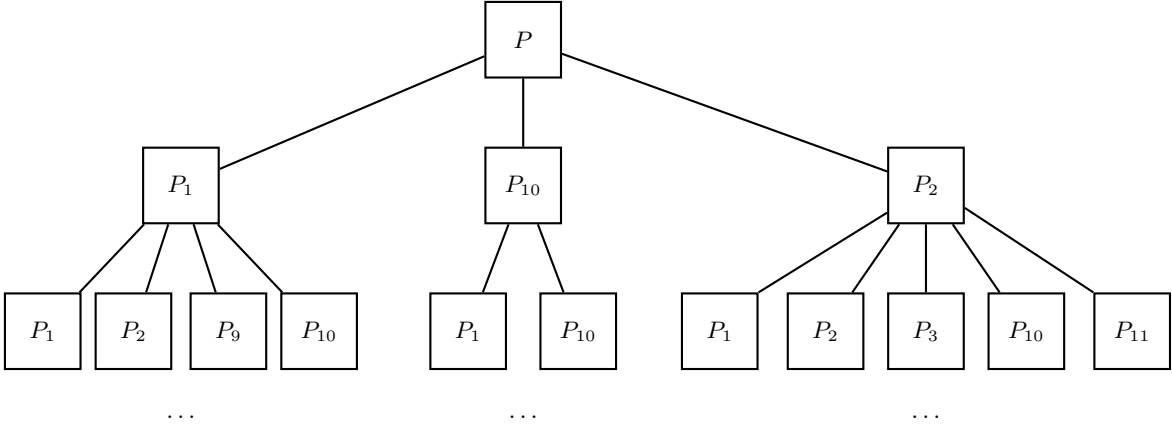 P
P₁ P₁₀ P₂
P₁ P₂ P₉ P₁₀ P₁ P₁₀ P₁ P₂ P₃ P₁₀ P₁₁
... ... ...